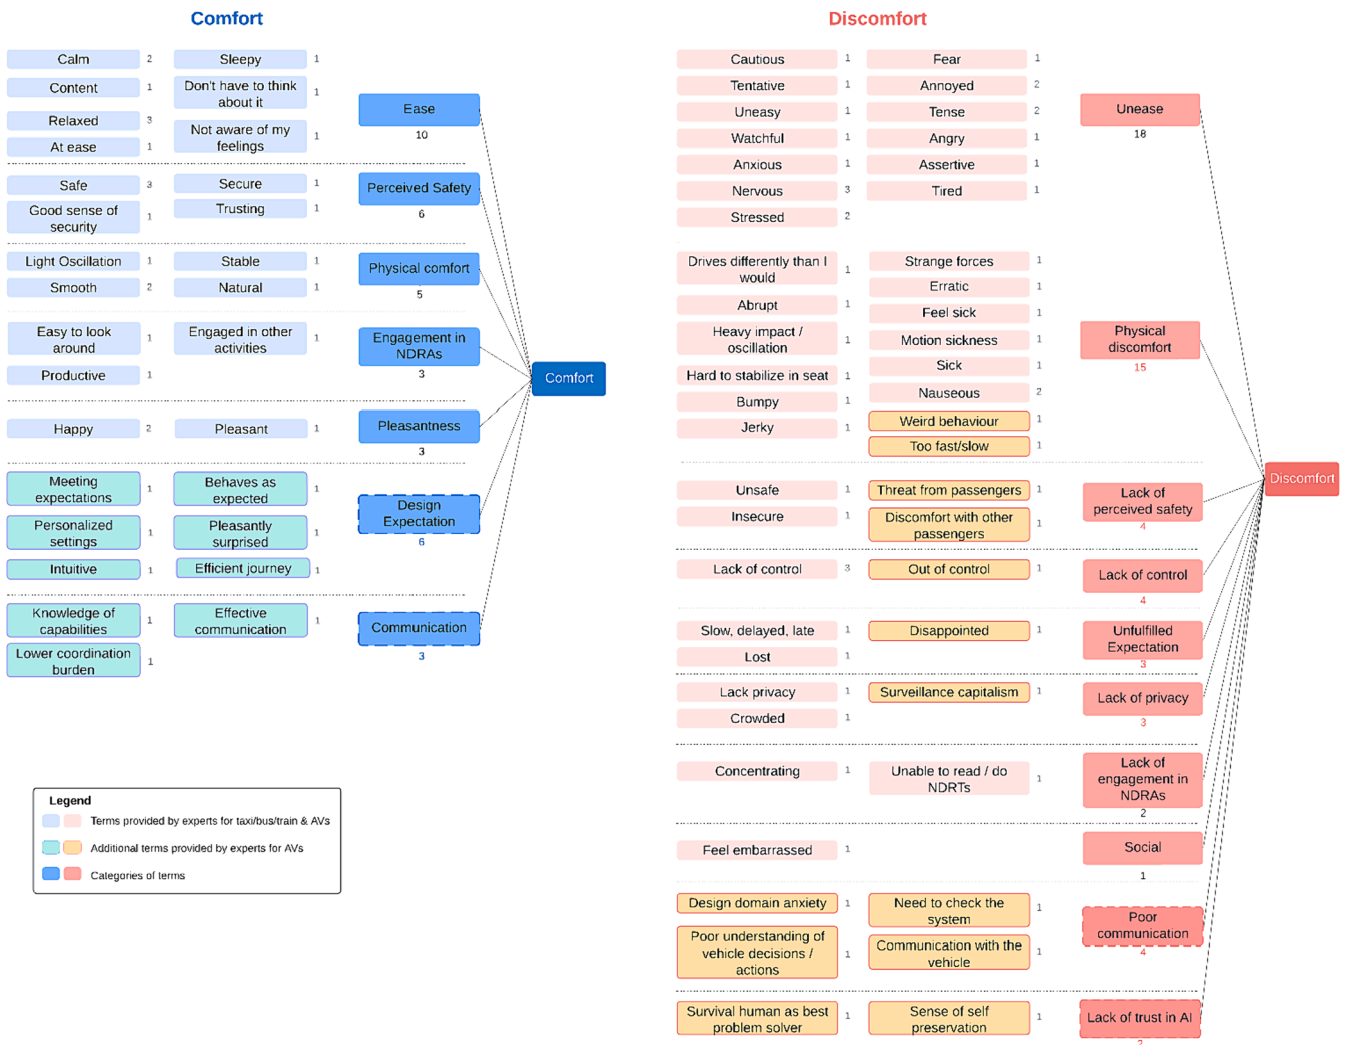 Comfort
Calm 2
Sleepy 1
Content 1
Don't have to think
about it 1
Relaxed 3
Not aware of my
feelings 1
At ease 1
Ease
10
Safe 3
Secure 1
Good sense of
security 1
Trusting 1
Perceived Safety
6
Light Oscillation 1
Stable 1
Smooth 2
Natural 1
Physical comfort
5
Easy to look
around 1
Engaged in other
activities 1
Productive 1
Engagement in
NDRAs
3
Happy 2
Pleasant 1
Pleasantness
3
Meeting
expectations 1
Behaves as
expected 1
Personalized
settings 1
Pleasantly
surprised 1
Intuitive 1
Efficient journey 1
Design
Expectation
6
Knowledge of
capabilities 1
Effective
communication 1
Lower coordination
burden 1
Communication
3
Comfort
Legend
Terms provided by experts for taxi/bus/train & AVs
Additional terms provided by experts for AVs
Categories of terms
Discomfort
Cautious 1
Fear 1
Tentative 1
Annoyed 2
Uneasy 1
Tense 2
Watchful 1
Angry 1
Anxious 1
Assertive 1
Nervous 3
Tired 1
Stressed 2
Unease
18
Drives differently than I
would 1
Strange forces 1
Abrupt 1
Erratic 1
Heavy impact /
oscillation 1
Feel sick 1
Motion sickness 1
Hard to stabilize in seat 1
Sick 1
Bumpy 1
Nauseous 2
Jerky 1
Weird behaviour 1
Too fast/slow 1
Physical
discomfort
15
Unsafe 1
Threat from passengers 1
Insecure 1
Discomfort with other
passengers 1
Lack of
perceived safety
4
Lack of control 3
Out of control 1
Lack of control
4
Slow, delayed, late 1
Disappointed 1
Lost 1
Unfulfilled
Expectation
3
Lack privacy 1
Surveillance capitalism 1
Crowded 1
Lack of privacy
3
Concentrating 1
Unable to read / do
NDRTs 1
Lack of
engagement in
NDRAs
2
Feel embarrassed 1
Social
1
Design domain anxiety 1
Need to check the
system 1
Poor understanding of
vehicle decisions /
actions 1
Communication with the
vehicle 1
Poor
communication
4
Survival human as best
problem solver 1
Sense of self
preservation 1
Lack of trust in AI
2
Discomfort